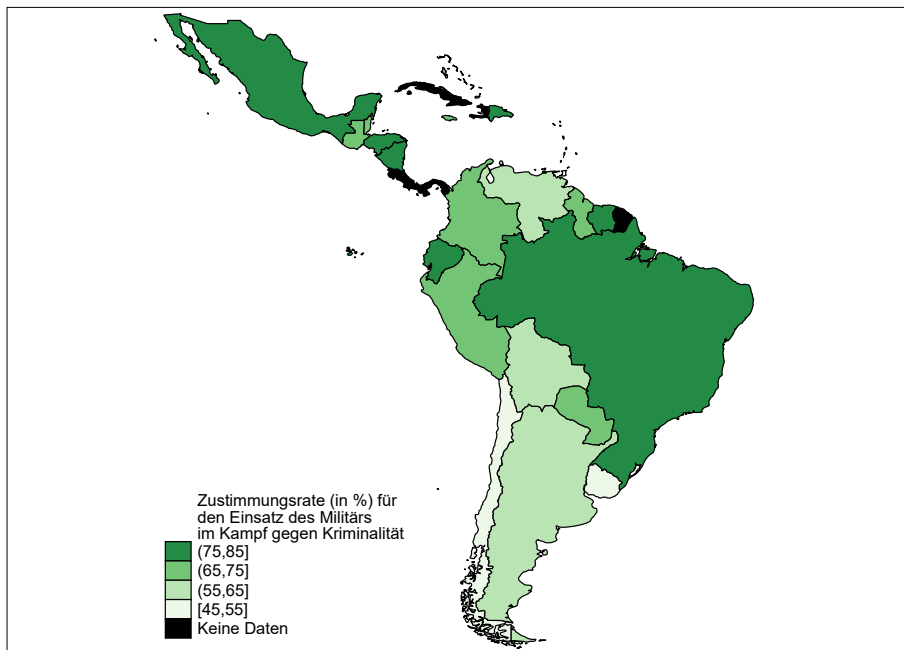 Zustimmungsrate (in %) für
den Einsatz des Militärs
im Kampf gegen Kriminalität
(75,85]
(65,75]
(55,65]
[45,55]
Keine Daten